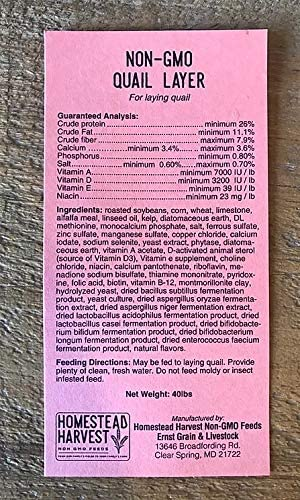 NON-GMO
QUAIL LAYER
For laying quail
Guaranteed Analysis:
Crude protein minimum 26%
Crude Fat minimum 11.1%
Crude fiber maximum 7.9%
Calcium minimum 3.4% maximum 3.6%
Phosphorus minimum 0.80%
Salt minimum 0.60% maximum 0.70%
Vitamin A minimum 7000 IU / lb
Vitamin D minimum 3200 IU / lb
Vitamin E minimum 39 IU / lb
Niacin minimum 23 mg / lb
Ingredients: roasted soybeans, corn, wheat, limestone,
alfalfa meal, linseed oil, kelp, diatomaceous earth, DL
methionine, monocalcium phosphate, salt, ferrous sulfate,
zinc sulfate, manganese sulfate, copper chloride, calcium
iodate, sodium selenite, yeast extract, phytase, diatoma-
ceous earth, vitamin A acetate, D-activated animal sterol
(source of Vitamin D3), Vitamin e supplement, choline
chloride, niacin, calcium pantothenate, riboflavin, mena-
dione sodium bisulfate, thiamine mononitrate, pyridox-
ine, folic acid, biotin, vitamin B-12, montmorillonite clay,
hydrolyzed yeast, dried bacillus subtilus fermentation
product, yeast culture, dried aspergillus oryzae fermenta-
tion extract, dried aspergillus niger fermentation extract,
dried lactobacillus acidophilus fermentation product, dried
lactobacillus casei fermentation product, dried bifidobacte-
rium bifidum fermentation product, dried bifidobacterium
longum fermentation product, dried enterococcus faecium
fermentation product, natural flavors.
Feeding Directions: May be fed to laying quail. Provide
plenty of clean, fresh water. Do not feed moldy or insect
infested feed.
Net Weight: 40lbs
HOMESTEAD
HARVEST
NON GMO FEEDS
Manufactured by:
Homestead Harvest Non-GMO Feeds
Ernst Grain & Livestock
13646 Broadfording Rd.
Clear Spring, MD 21722